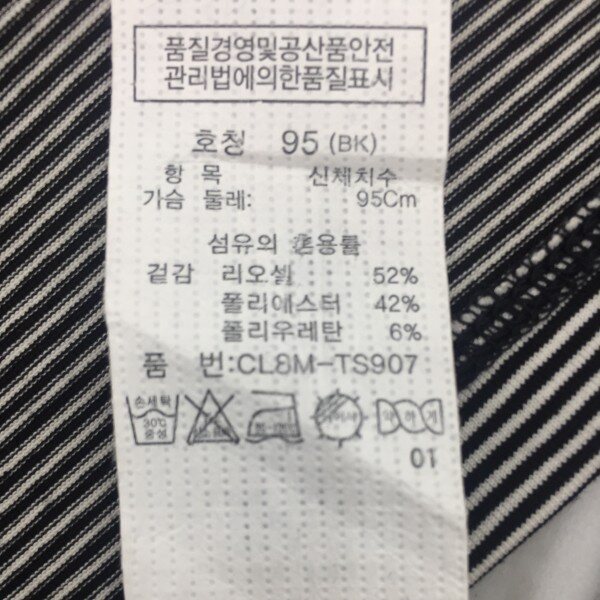 품질경영및공산품안전
관리법에의한품질표시
호칭 95 (BK)
항 목 신체치수
가슴 둘레: 95Cm
섬유의 혼용률
겉감 리오셀 52%
폴리에스터 42%
폴리우레탄 6%
품 번:CL8M-TS907
손세탁
30℃
중성
약하게
01